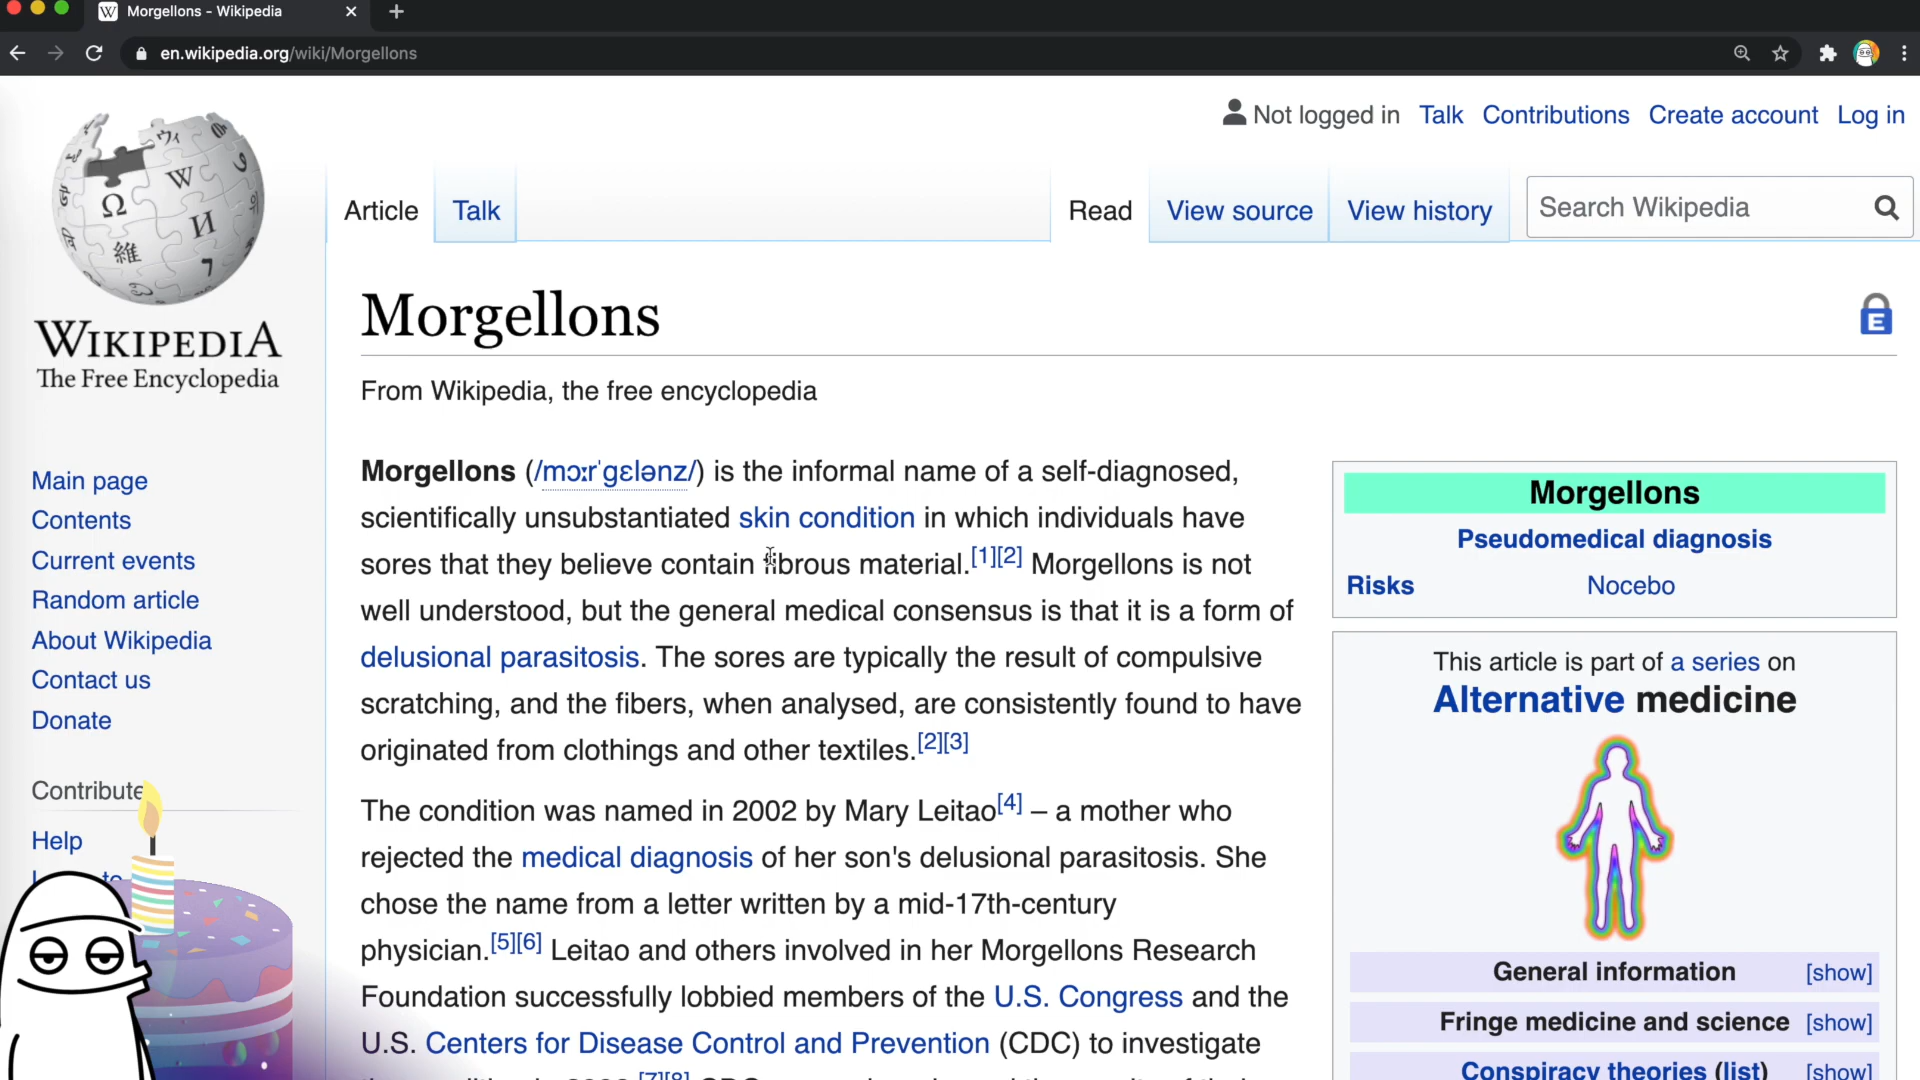 Morgellons - Wikipedia
en.wikipedia.org/wiki/Morgellons
Not logged in Talk Contributions Create account Log in
Article Talk Read View source View history Search Wikipedia
WIKIPEDIA
The Free Encyclopedia
Main page
Contents
Current events
Random article
About Wikipedia
Contact us
Donate
Contribute
Help
Morgellons
From Wikipedia, the free encyclopedia
Morgellons (/mɔːrˈɡɛlənz/) is the informal name of a self-diagnosed,
scientifically unsubstantiated skin condition in which individuals have
sores that they believe contain fibrous material.[1][2] Morgellons is not
well understood, but the general medical consensus is that it is a form of
delusional parasitosis. The sores are typically the result of compulsive
scratching, and the fibers, when analysed, are consistently found to have
originated from clothings and other textiles.[2][3]
The condition was named in 2002 by Mary Leitao[4] – a mother who
rejected the medical diagnosis of her son's delusional parasitosis. She
chose the name from a letter written by a mid-17th-century
physician.[5][6] Leitao and others involved in her Morgellons Research
Foundation successfully lobbied members of the U.S. Congress and the
U.S. Centers for Disease Control and Prevention (CDC) to investigate
[7][8]
Morgellons
Pseudomedical diagnosis
Risks Nocebo
This article is part of a series on
Alternative medicine
General information [show]
Fringe medicine and science [show]
Conspiracy theories (list) [show]